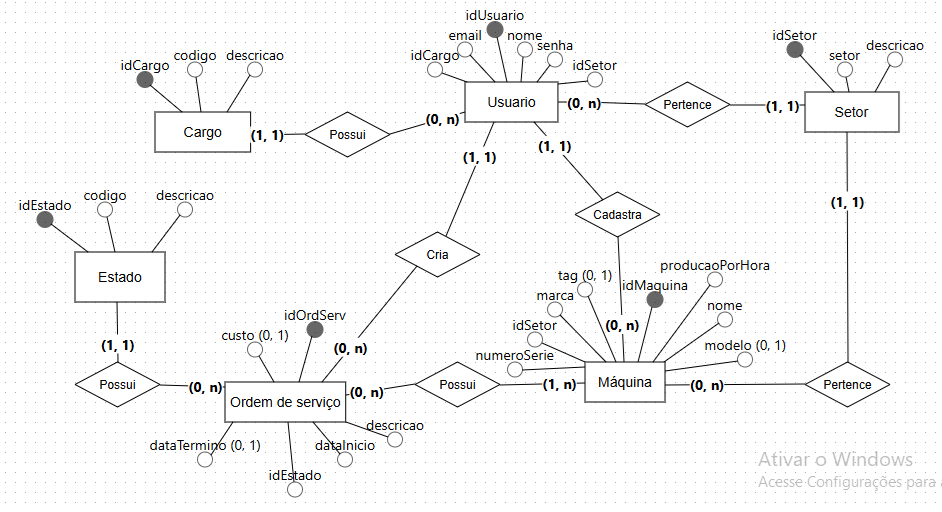 idUsuario
email
nome
senha
idCargo
idSetor
Usuario
idCargo
codigo
descricao
Cargo
(1, 1)
Possui
(0, n)
(0, n)
Pertence
(1, 1)
idSetor
setor
descricao
Setor
(1, 1)
(1, 1)
(1, 1)
idEstado
codigo
descricao
Estado
Cria
Cadastra
producaoPorHora
tag (0, 1)
idMaquina
marca
nome
idSetor
(0, n)
modelo (0, 1)
numeroSerie
idOrdServ
custo (0, 1)
(0, n)
(1, 1)
Possui
(0, n)
Ordem de serviço
(0, n)
Possui
(1, n)
Máquina
(0, n)
Pertence
descricao
dataTermino (0, 1)
dataInicio
idEstado
Ativar o Windows
Acesse Configurações para